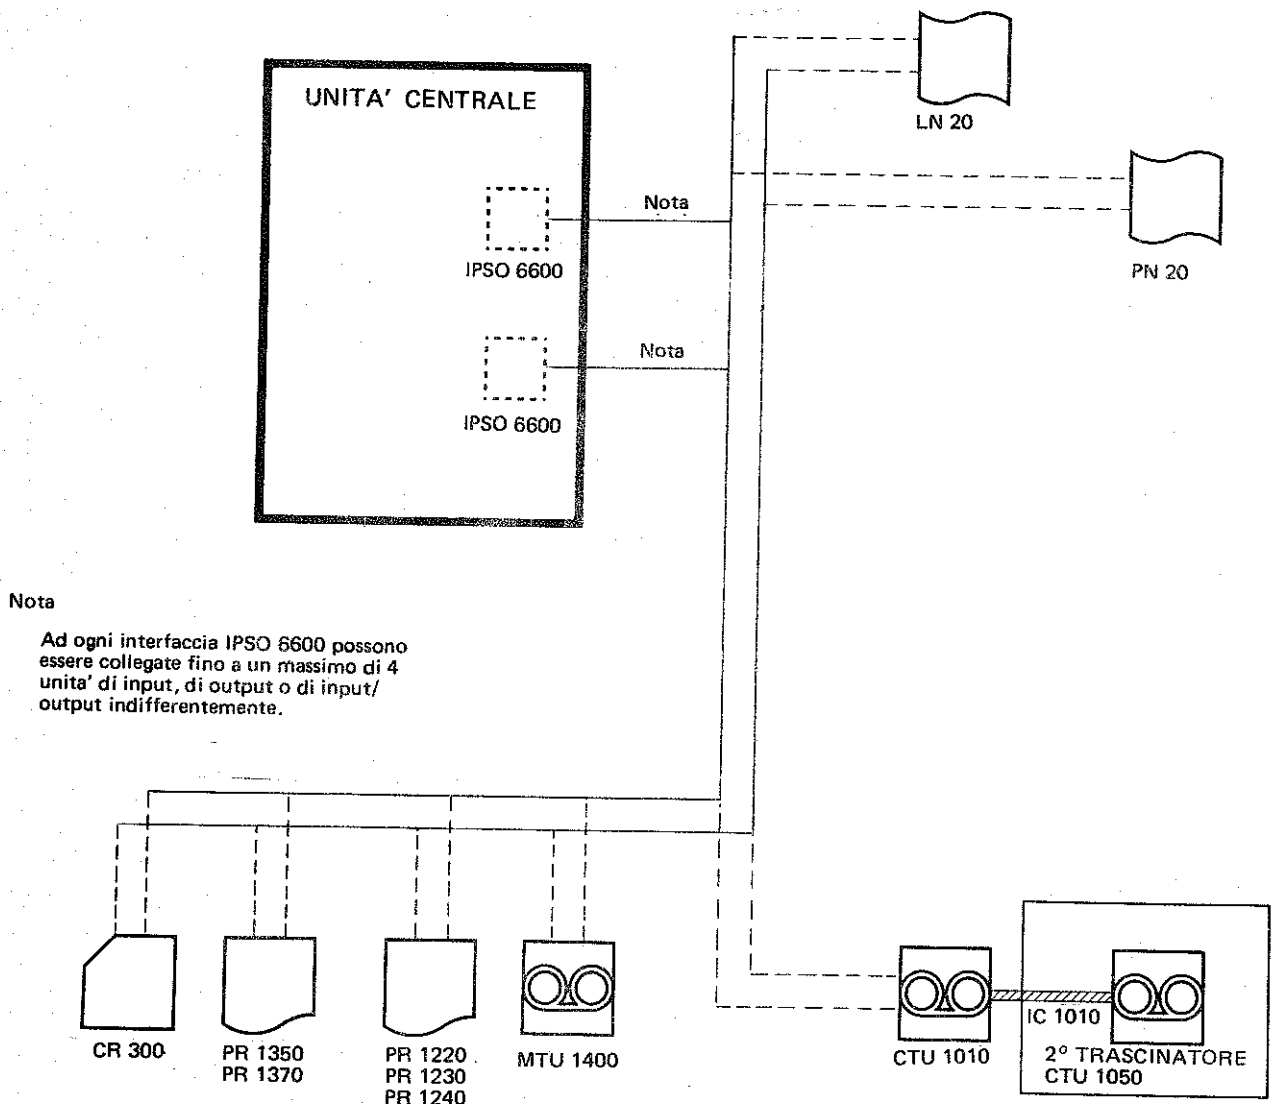 UNITA' CENTRALE
LN 20
Nota
IPSO 6600
PN 20
Nota
IPSO 6600
Nota
Ad ogni interfaccia IPSO 6600 possono
essere collegate fino a un massimo di 4
unita' di input, di output o di input/
output indifferentemente.
CR 300
PR 1350
PR 1370
PR 1220
PR 1230
PR 1240
MTU 1400
CTU 1010
IC 1010
2° TRASCINATORE
CTU 1050